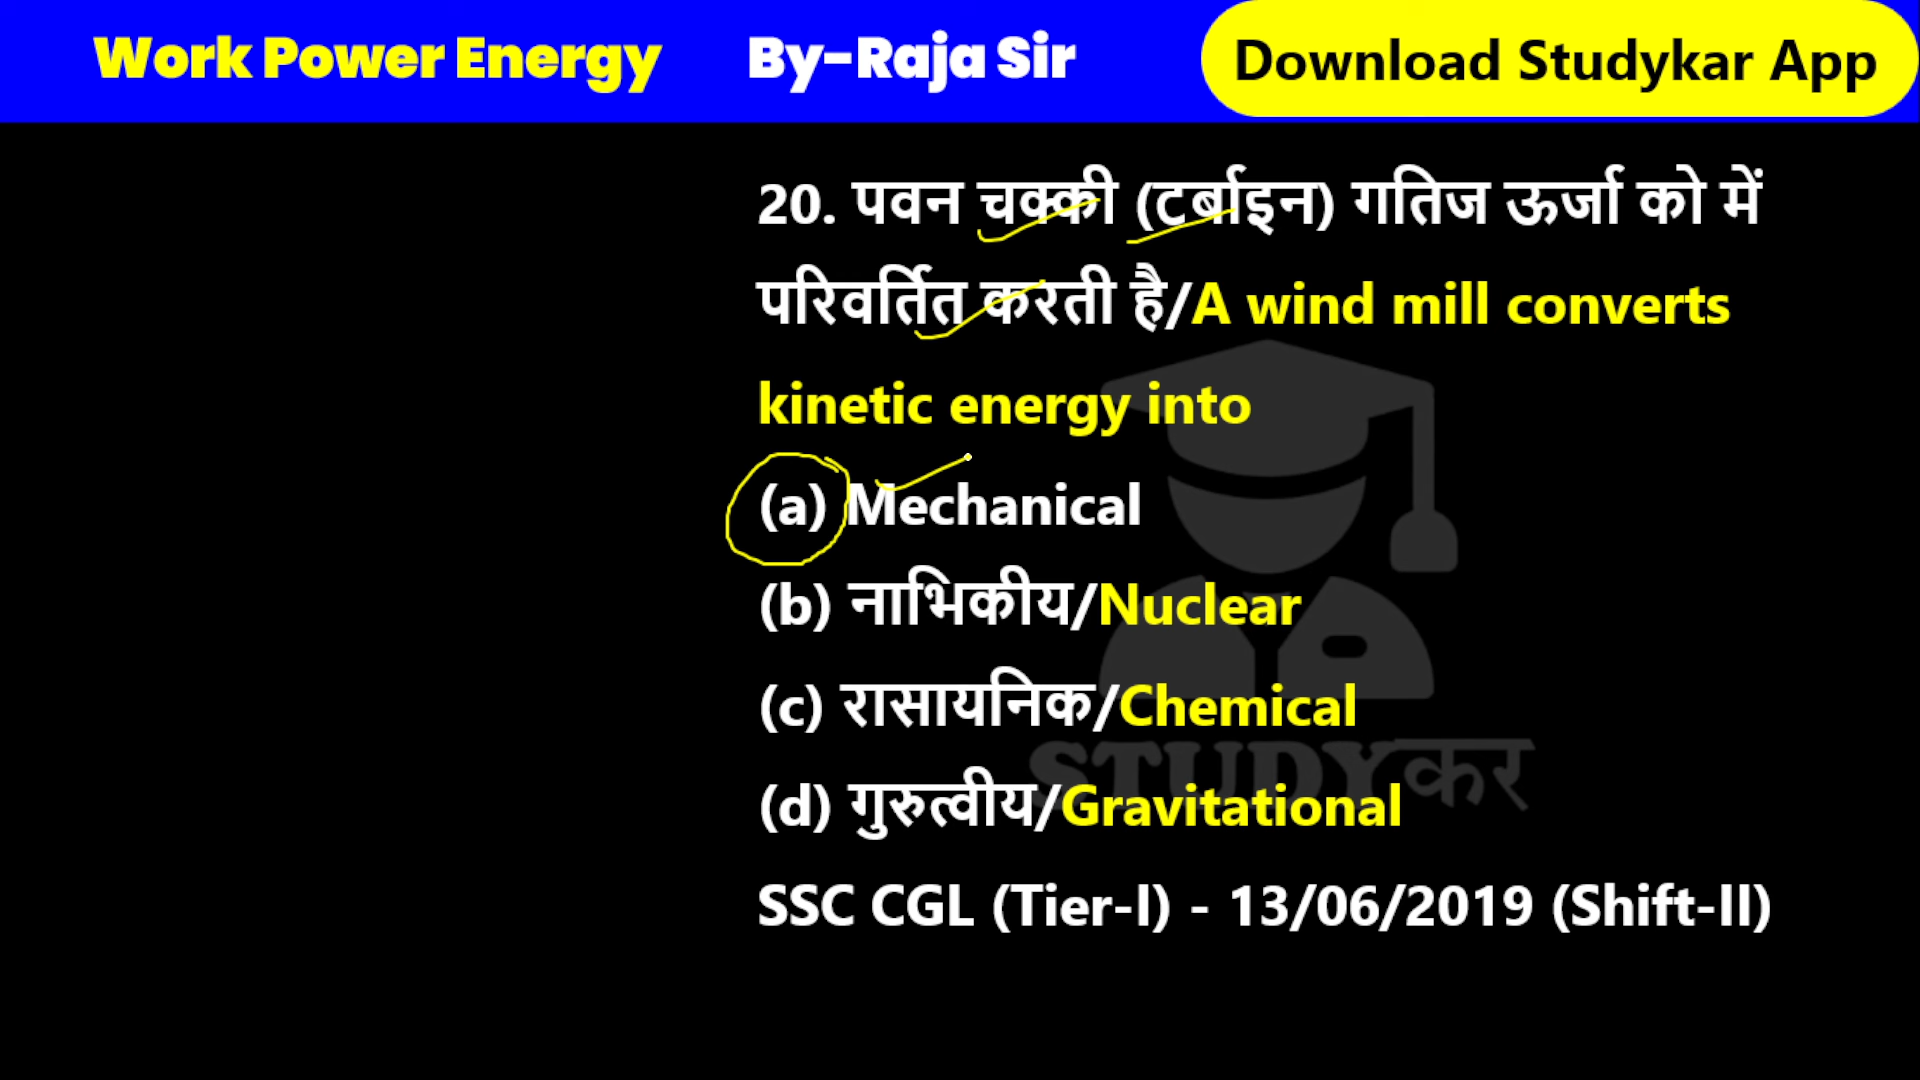 Work Power Energy By-Raja Sir Download Studykar App
20. पवन चक्की (टर्बाइन) गतिज ऊर्जा को में
परिवर्तित करती है/A wind mill converts
kinetic energy into
(a) Mechanical
(b) नाभिकीय/Nuclear
(c) रासायनिक/Chemical
STUDYकर
(d) गुरुत्वीय/Gravitational
SSC CGL (Tier-I) - 13/06/2019 (Shift-II)